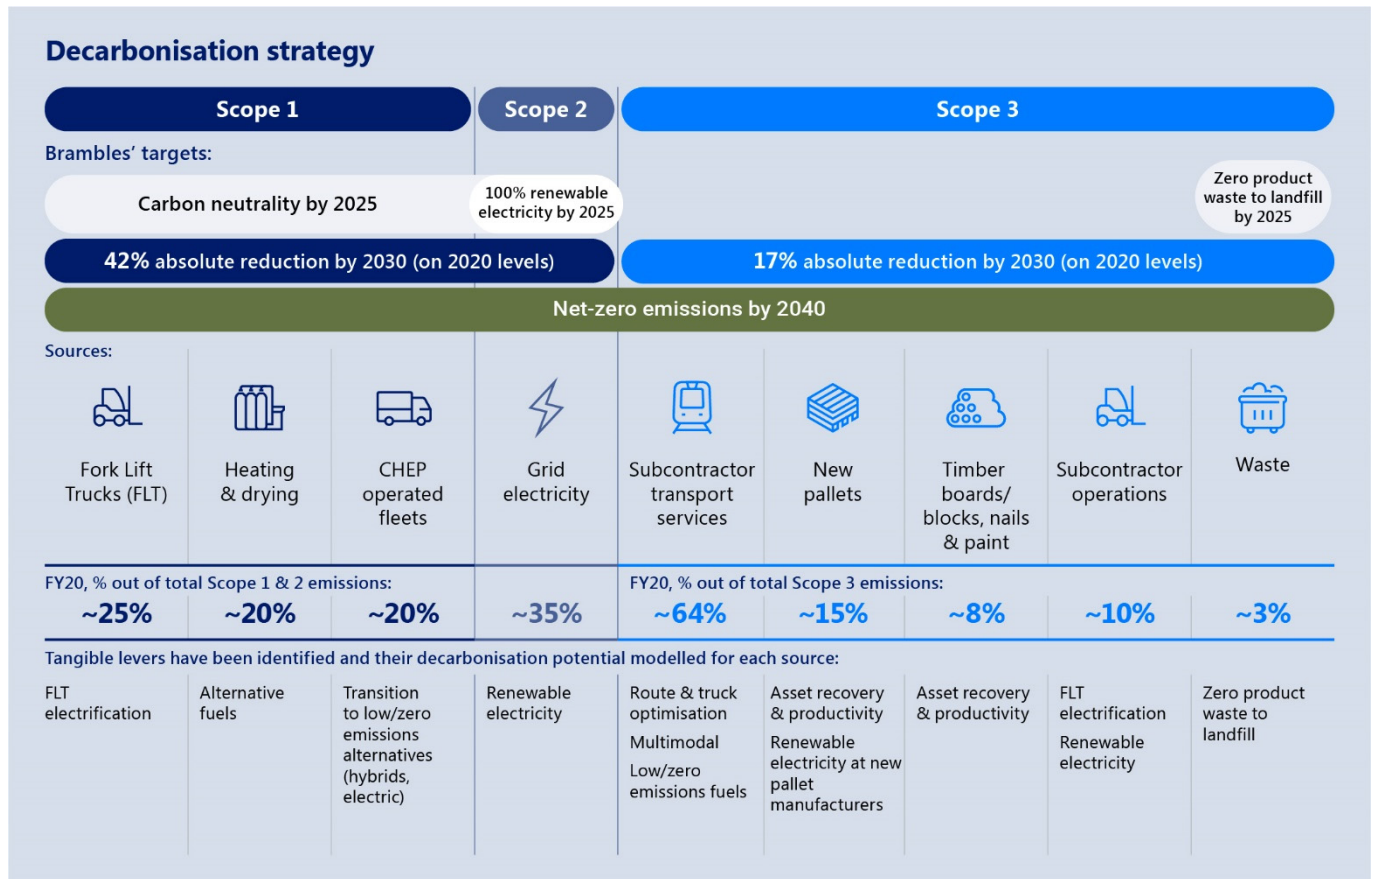 Decarbonisation strategy
Scope 1
Scope 2
Scope 3
Brambles’ targets:
Carbon neutrality by 2025
100% renewable
electricity by 2025
Zero product
waste to landfill
by 2025
42% absolute reduction by 2030 (on 2020 levels)
17% absolute reduction by 2030 (on 2020 levels)
Net-zero emissions by 2040
Sources:
Fork Lift
Trucks (FLT)
Heating
& drying
CHEP
operated
fleets
Grid
electricity
Subcontractor
transport
services
New
pallets
Timber
boards/
blocks, nails
& paint
Subcontractor
operations
Waste
FY20, % out of total Scope 1 & 2 emissions:
FY20, % out of total Scope 3 emissions:
~25%
~20%
~20%
~35%
~64%
~15%
~8%
~10%
~3%
Tangible levers have been identified and their decarbonisation potential modelled for each source:
FLT
electrification
Alternative
fuels
Transition
to low/zero
emissions
alternatives
(hybrids,
electric)
Renewable
electricity
Route & truck
optimisation
Multimodal
Low/zero
emissions fuels
Asset recovery
& productivity
Renewable
electricity at new
pallet
manufacturers
Asset recovery
& productivity
FLT
electrification
Renewable
electricity
Zero product
waste to
landfill